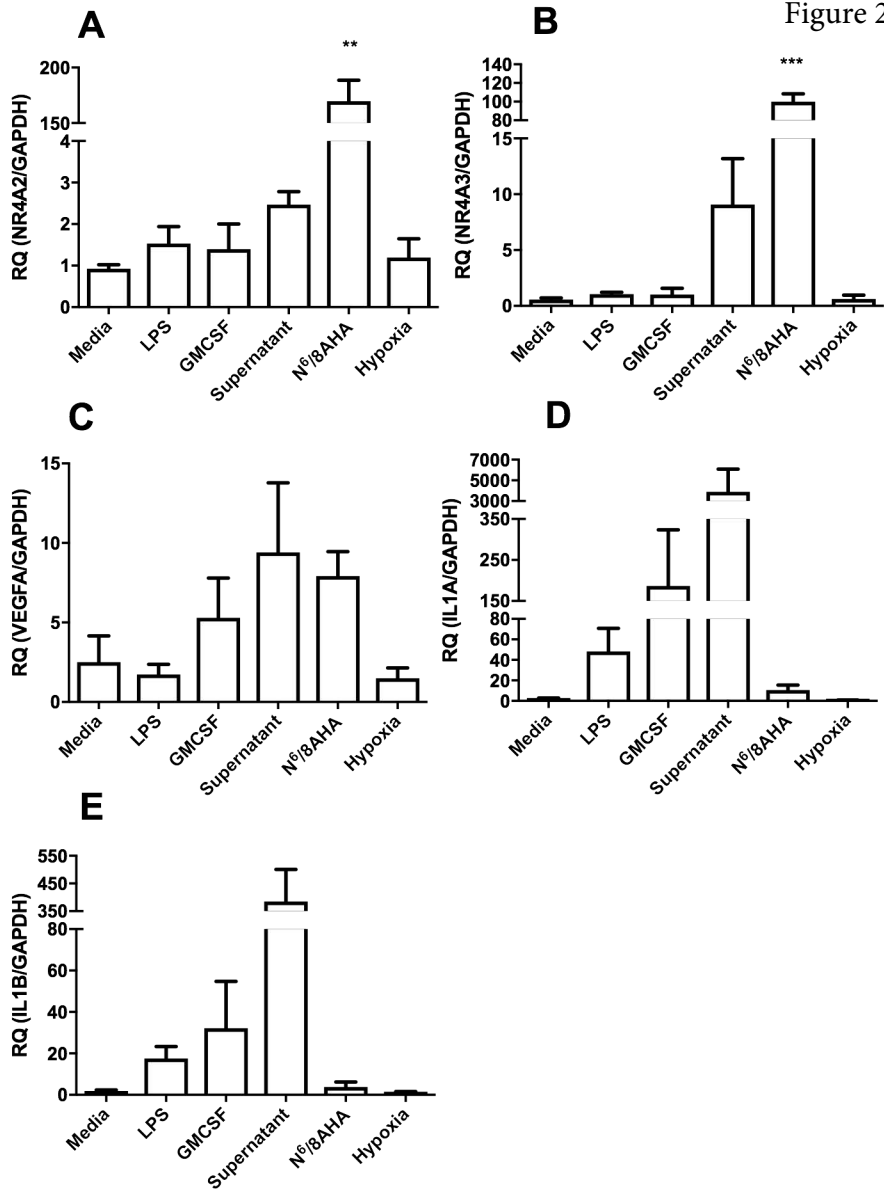 Figure 2
A
**
RQ (NR4A2/GAPDH)
200
150
4
3
2
1
0
Media
LPS
GMCSF
Supernatant
N⁶/8AHA
Hypoxia
B
***
RQ (NR4A3/GAPDH)
140
120
100
80
15
10
5
0
Media
LPS
GMCSF
Supernatant
N⁶/8AHA
Hypoxia
C
RQ (VEGFA/GAPDH)
15
10
5
0
Media
LPS
GMCSF
Supernatant
N⁶/8AHA
Hypoxia
D
RQ (IL1A/GAPDH)
7000
5000
3000
350
250
150
80
60
40
20
0
Media
LPS
GMCSF
Supernatant
N⁶/8AHA
Hypoxia
E
RQ (IL1B/GAPDH)
550
450
350
80
60
40
20
0
Media
LPS
GMCSF
Supernatant
N⁶/8AHA
Hypoxia